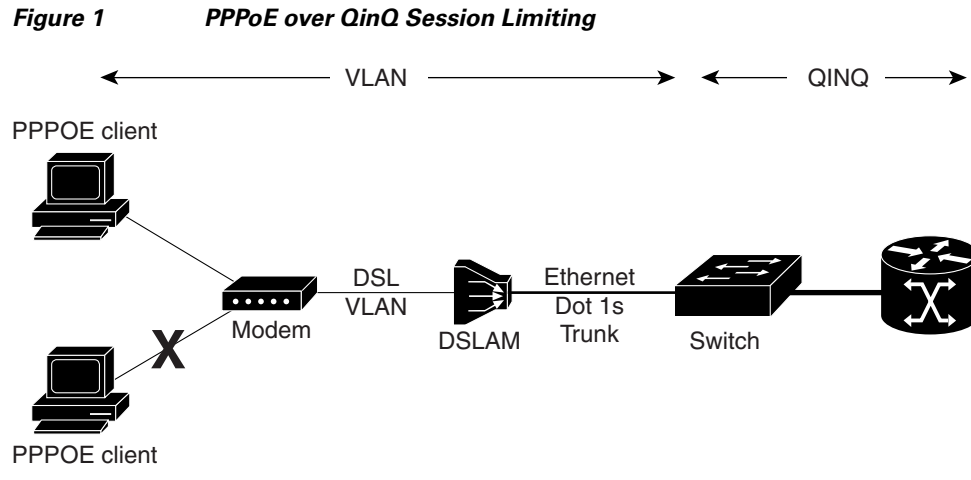 Figure 1 PPPoE over QinQ Session Limiting
VLAN QINQ
PPPOE client
DSL
VLAN
Ethernet
Dot 1s
Trunk
Modem
DSLAM
Switch
X
PPPOE client